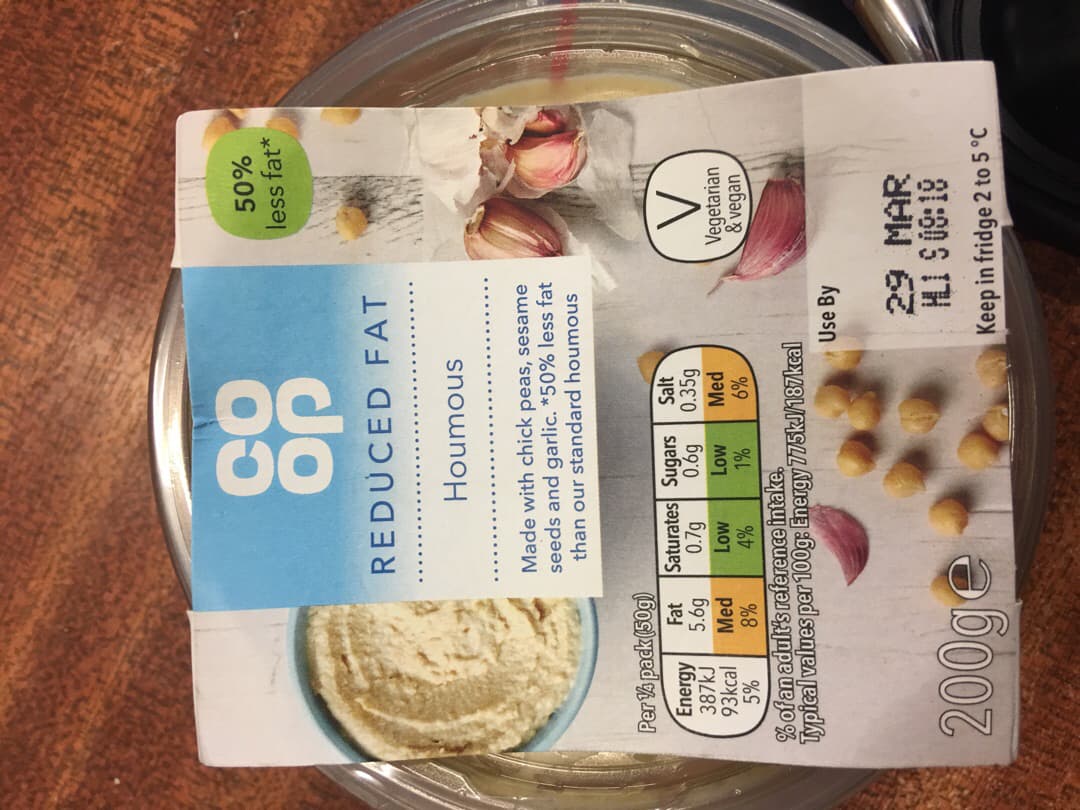 50%
less fat*
CO
OP
REDUCED FAT
Houmous
Made with chick peas, sesame
seeds and garlic. *50% less fat
than our standard houmous
V
Vegetarian
& vegan
Per ¼ pack (50g)
Energy 387kJ 93kcal 5%
Fat 5.6g Med 8%
Saturates 0.7g Low 4%
Sugars 0.6g Low 1%
Salt 0.35g Med 6%
% of an adult's reference intake.
Typical values per 100g: Energy 775kJ/187kcal
Use By
29 MAR
HL1 S 08:18
Keep in fridge 2 to 5°C
200g e